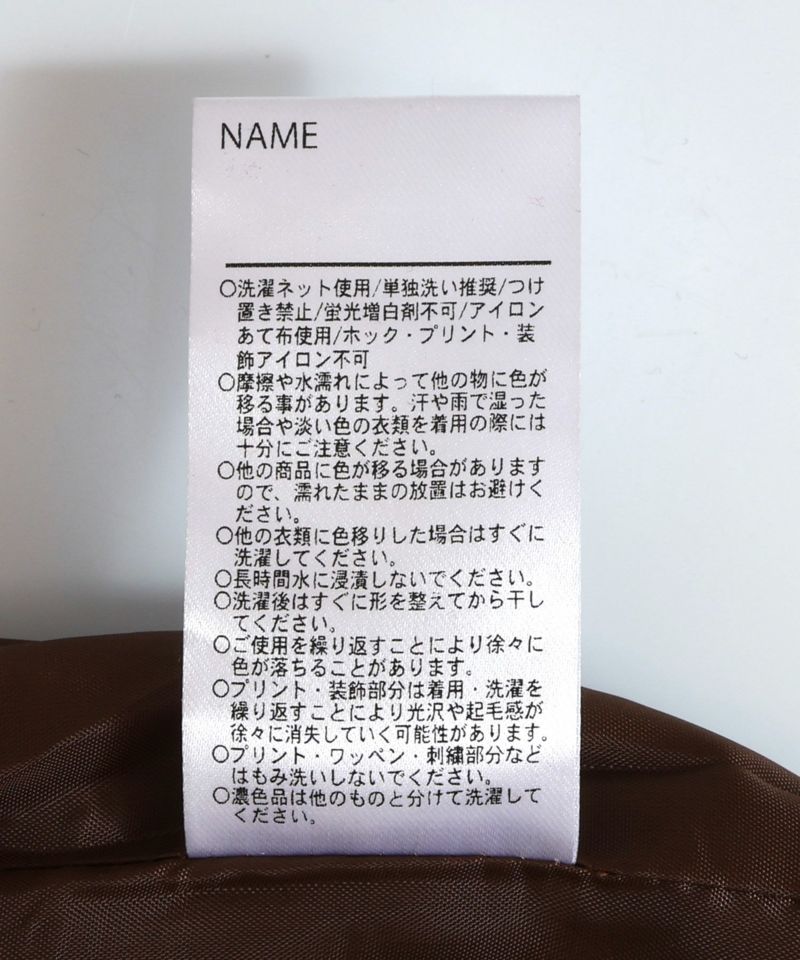 NAME
○洗濯ネット使用/単独洗い推奨/つけ
置き禁止/蛍光増白剤不可/アイロン
あて布使用/ホック・プリント・装
飾アイロン不可
○摩擦や水濡れによって他の物に色が
移る事があります。汗や雨で湿った
場合や淡い色の衣類を着用の際には
十分にご注意ください。
○他の商品に色が移る場合があります
ので、濡れたままの放置はお避けく
ださい。
○他の衣類に色移りした場合はすぐに
洗濯してください。
○長時間水に浸漬しないでください。
○洗濯後はすぐに形を整えてから干し
てください。
○ご使用を繰り返すことにより徐々に
色が落ちることがあります。
○プリント・装飾部分は着用・洗濯を
繰り返すことにより光沢や起毛感が
徐々に消失していく可能性があります。
○プリント・ワッペン・刺繍部分など
はもみ洗いしないでください。
○濃色品は他のものと分けて洗濯して
ください。